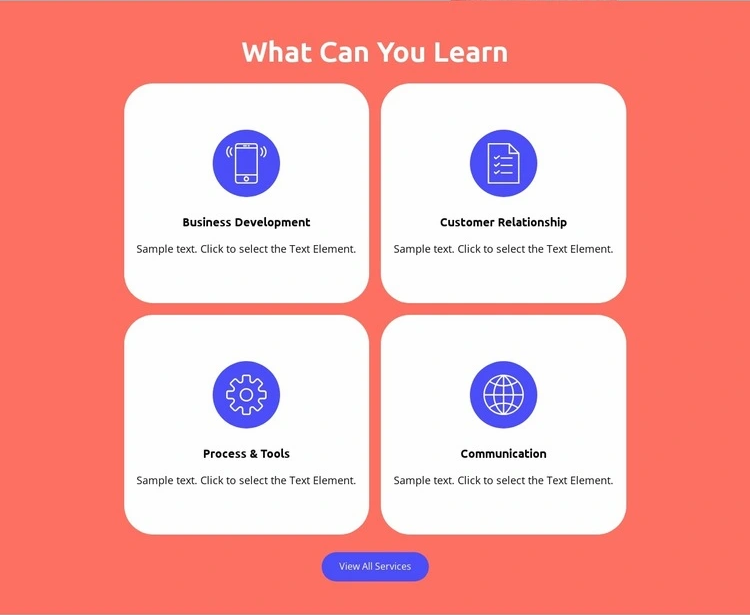 What Can You Learn
Business Development
Sample text. Click to select the Text Element.
Customer Relationship
Sample text. Click to select the Text Element.
Process & Tools
Sample text. Click to select the Text Element.
Communication
Sample text. Click to select the Text Element.
View All Services